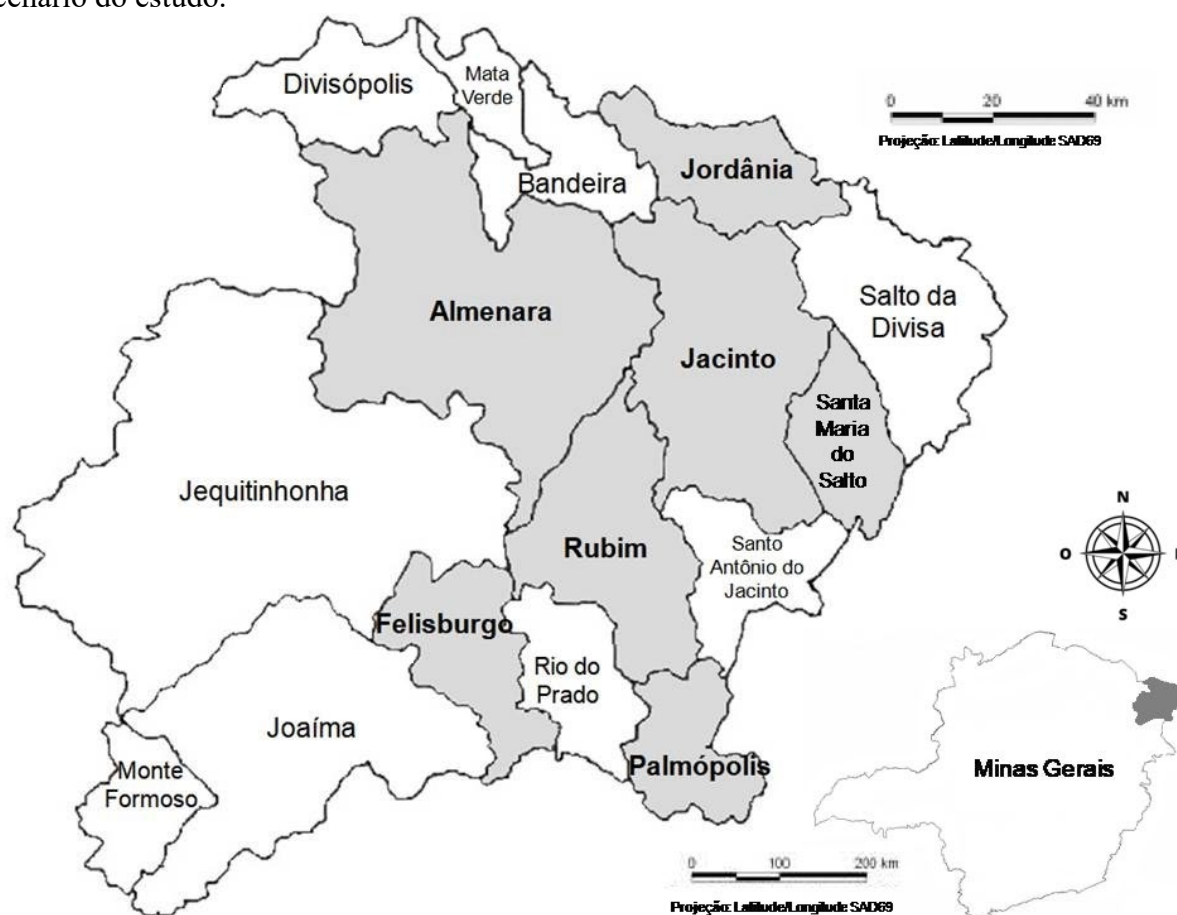 cenário do estudo.
Divisópolis
Mata
Verde
0 20 40 km
Projeção: Latitude/Longitude SAD69
Jordânia
Bandeira
Almenara
Salto da
Divisa
Jacinto
Santa
Maria
do
Salto
Jequitinhonha
N
O
S
Rubim
Santo
Antônio do
Jacinto
Felisburgo
Rio do
Prado
Joaíma
Palmópolis
Monte
Formoso
Minas Gerais
0 100 200 km
Projeção: Latitude/Longitude SAD69